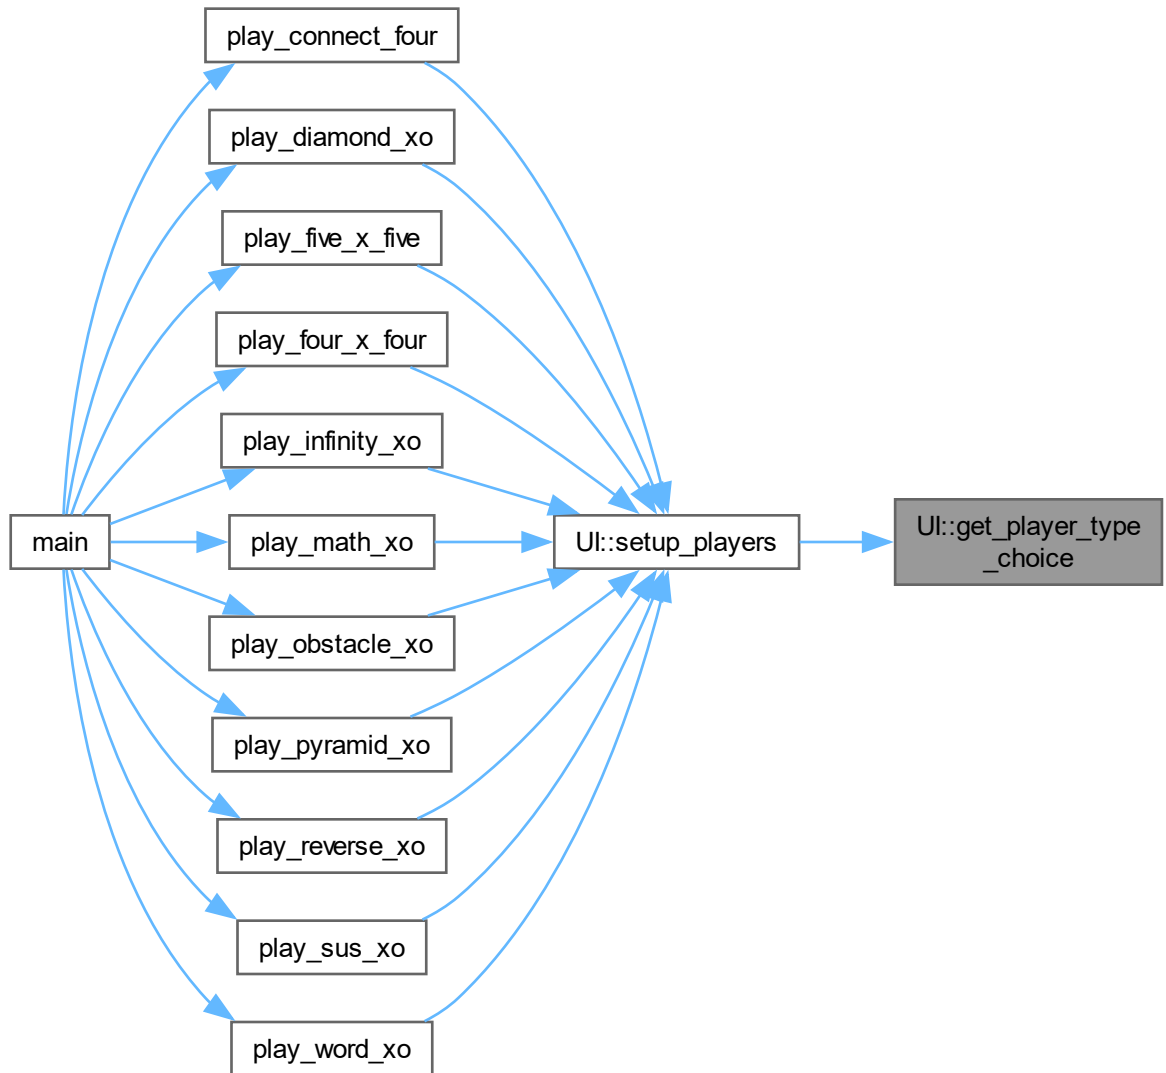 play_connect_four
play_diamond_xo
play_five_x_five
play_four_x_four
play_infinity_xo
main
play_math_xo
UI::setup_players
UI::get_player_type
_choice
play_obstacle_xo
play_pyramid_xo
play_reverse_xo
play_sus_xo
play_word_xo